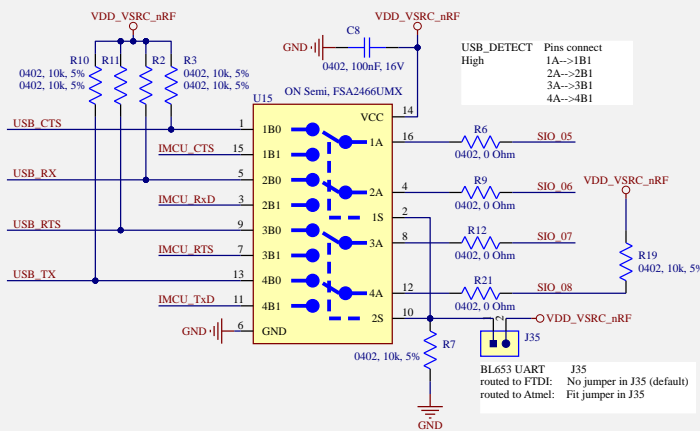 VDD_VSRC_nRF
R10
R11
R2
R3
0402, 10k, 5%
0402, 10k, 5%
0402, 10k, 5%
0402, 10k, 5%
VDD_VSRC_nRF
C8
GND
0402, 100nF, 16V
USB_DETECT Pins connect
High 1A-->1B1
2A-->2B1
3A-->3B1
4A-->4B1
U15
ON Semi, FSA2466UMX
USB_CTS
1
1B0
IMCU_CTS
15
1B1
USB_RX
5
2B0
IMCU_RxD
3
2B1
USB_RTS
9
3B0
IMCU_RTS
7
3B1
USB_TX
13
4B0
IMCU_TxD
11
4B1
GND
6
GND
VCC
14
1A
16
R6
0402, 0 Ohm
SIO_05
2A
4
R9
0402, 0 Ohm
SIO_06
1S
2
3A
8
R12
0402, 0 Ohm
SIO_07
4A
12
R21
0402, 0 Ohm
SIO_08
2S
10
VDD_VSRC_nRF
R19
0402, 10k, 5%
R7
0402, 10k, 5%
GND
1
2
VDD_VSRC_nRF
J35
BL653 UART J35
routed to FTDI: No jumper in J35 (default)
routed to Atmel: Fit jumper in J35